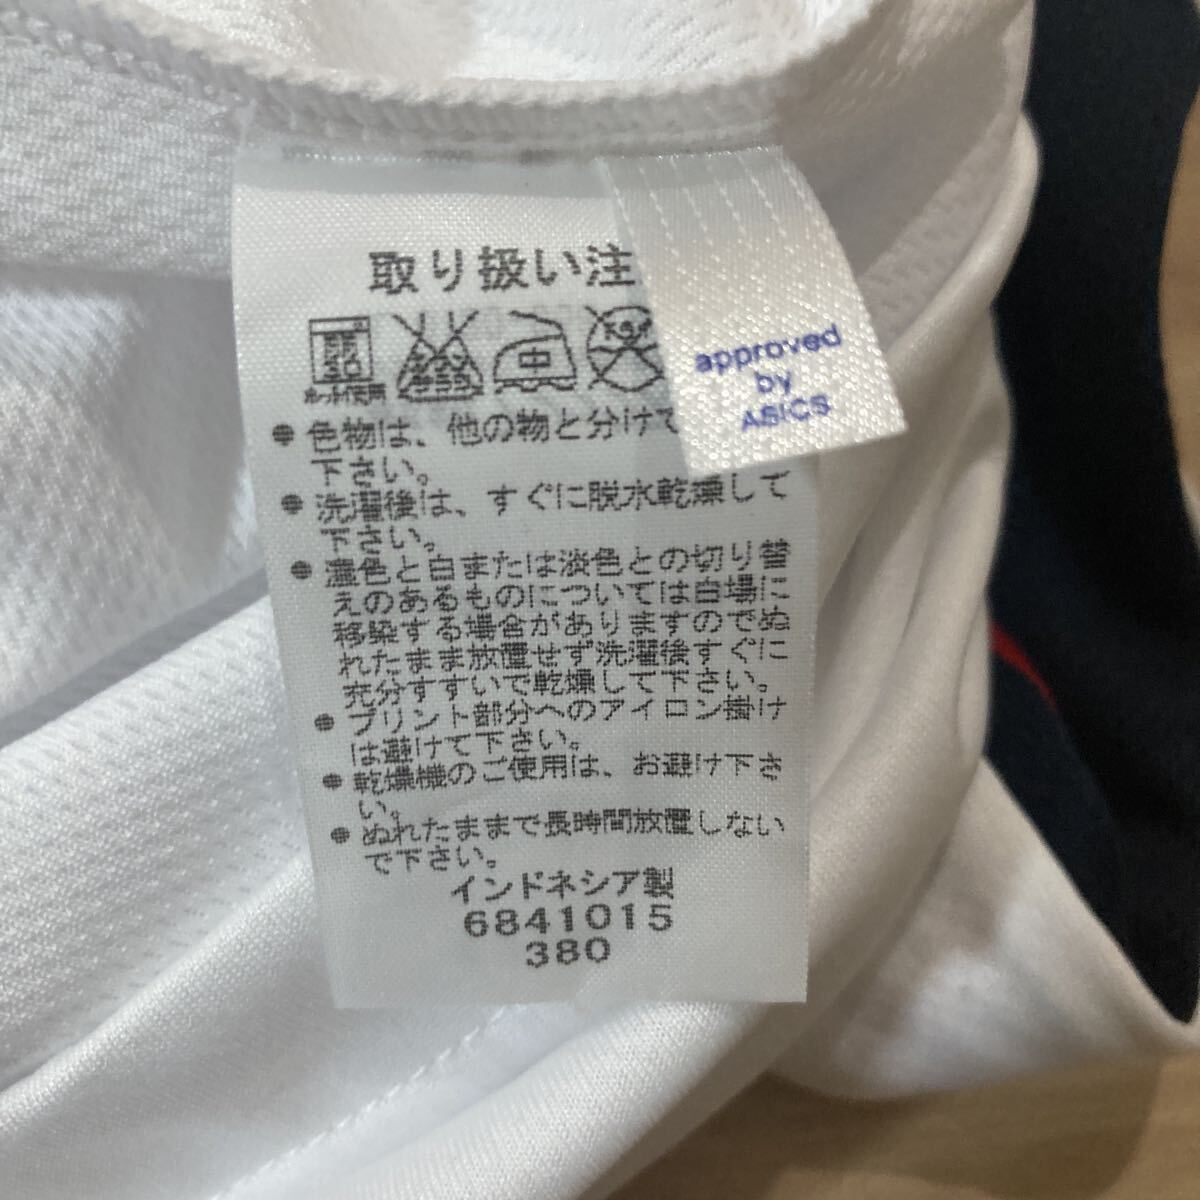 取り扱い注
ネット使用
中
approved
by
ASICS
● 色物は、他の物と分けて
下さい。
● 洗濯後は、すぐに脱水乾燥して
下さい。
● 濃色と白または淡色との切り替
えのあるものについては白場に
移染する場合がありますのでぬ
れたまま放置せず洗濯後すぐに
充分すすいで乾燥して下さい。
● プリント部分へのアイロン掛け
は避けて下さい。
● 乾燥機のご使用は、お避け下さ
い。
● ぬれたままで長時間放置しない
で下さい。
インドネシア製
6841015
380